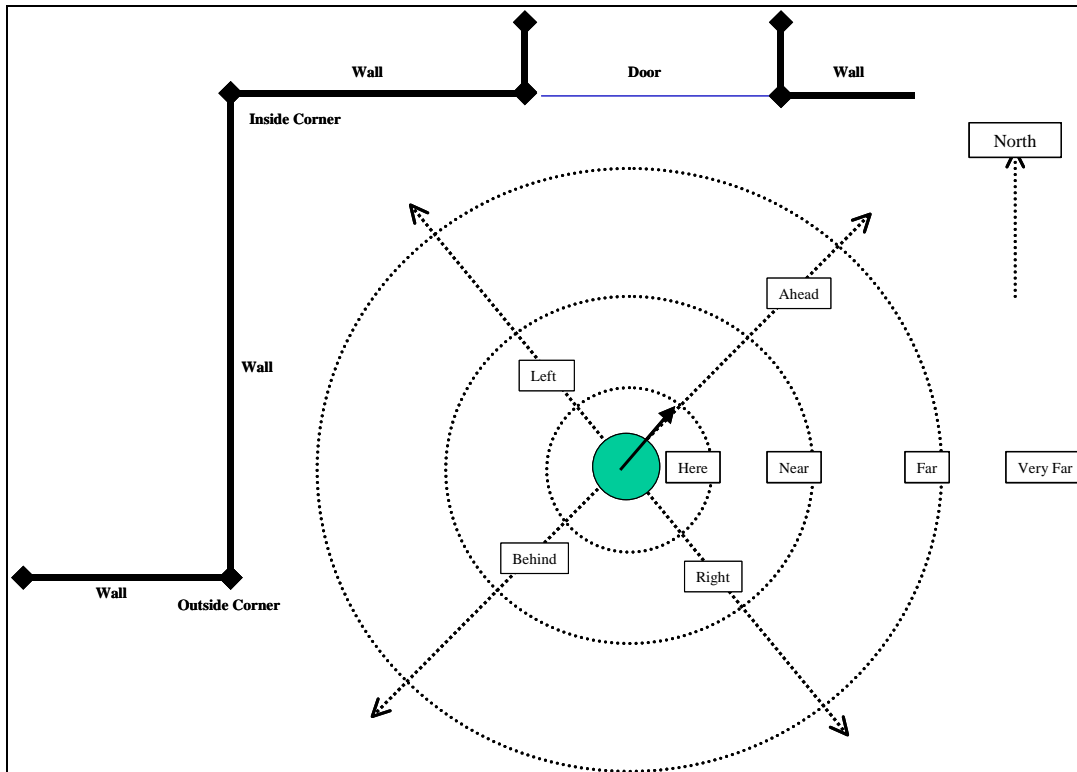 Wall
Door
Wall
Inside Corner
North
Ahead
Wall
Left
Here
Near
Far
Very Far
Behind
Right
Wall
Outside Corner